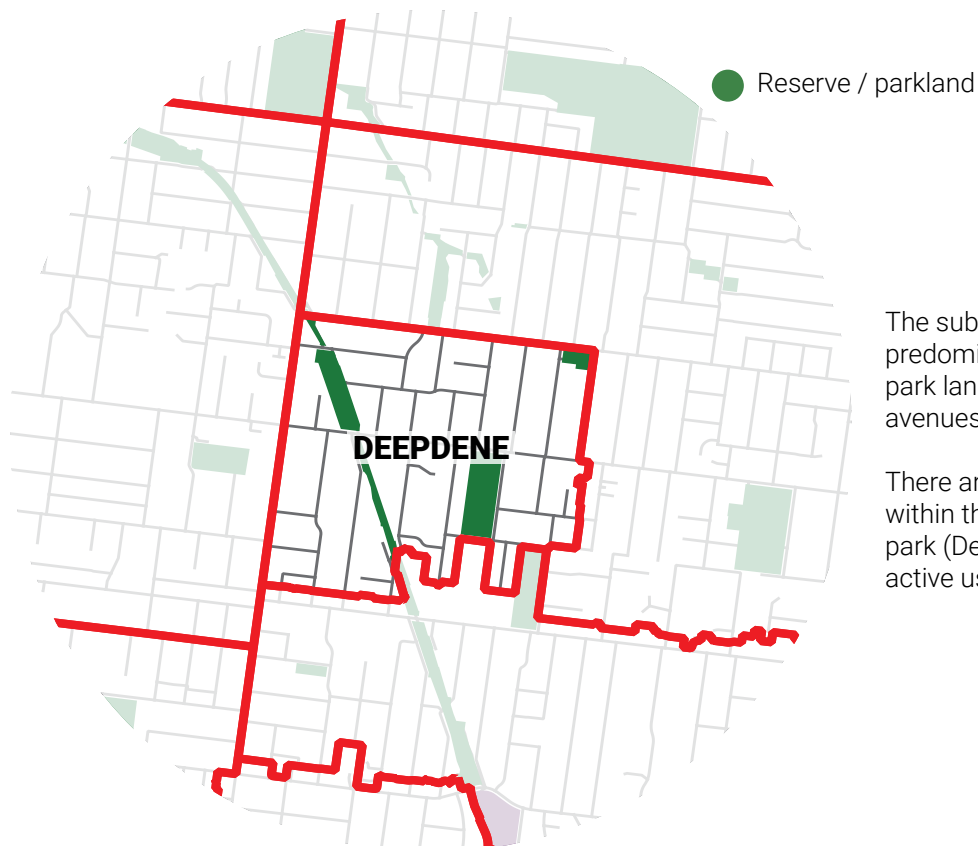 Reserve / parkland
DEEPDENE
The sub
predomi
park lan
avenues
There ar
within th
park (De
active us